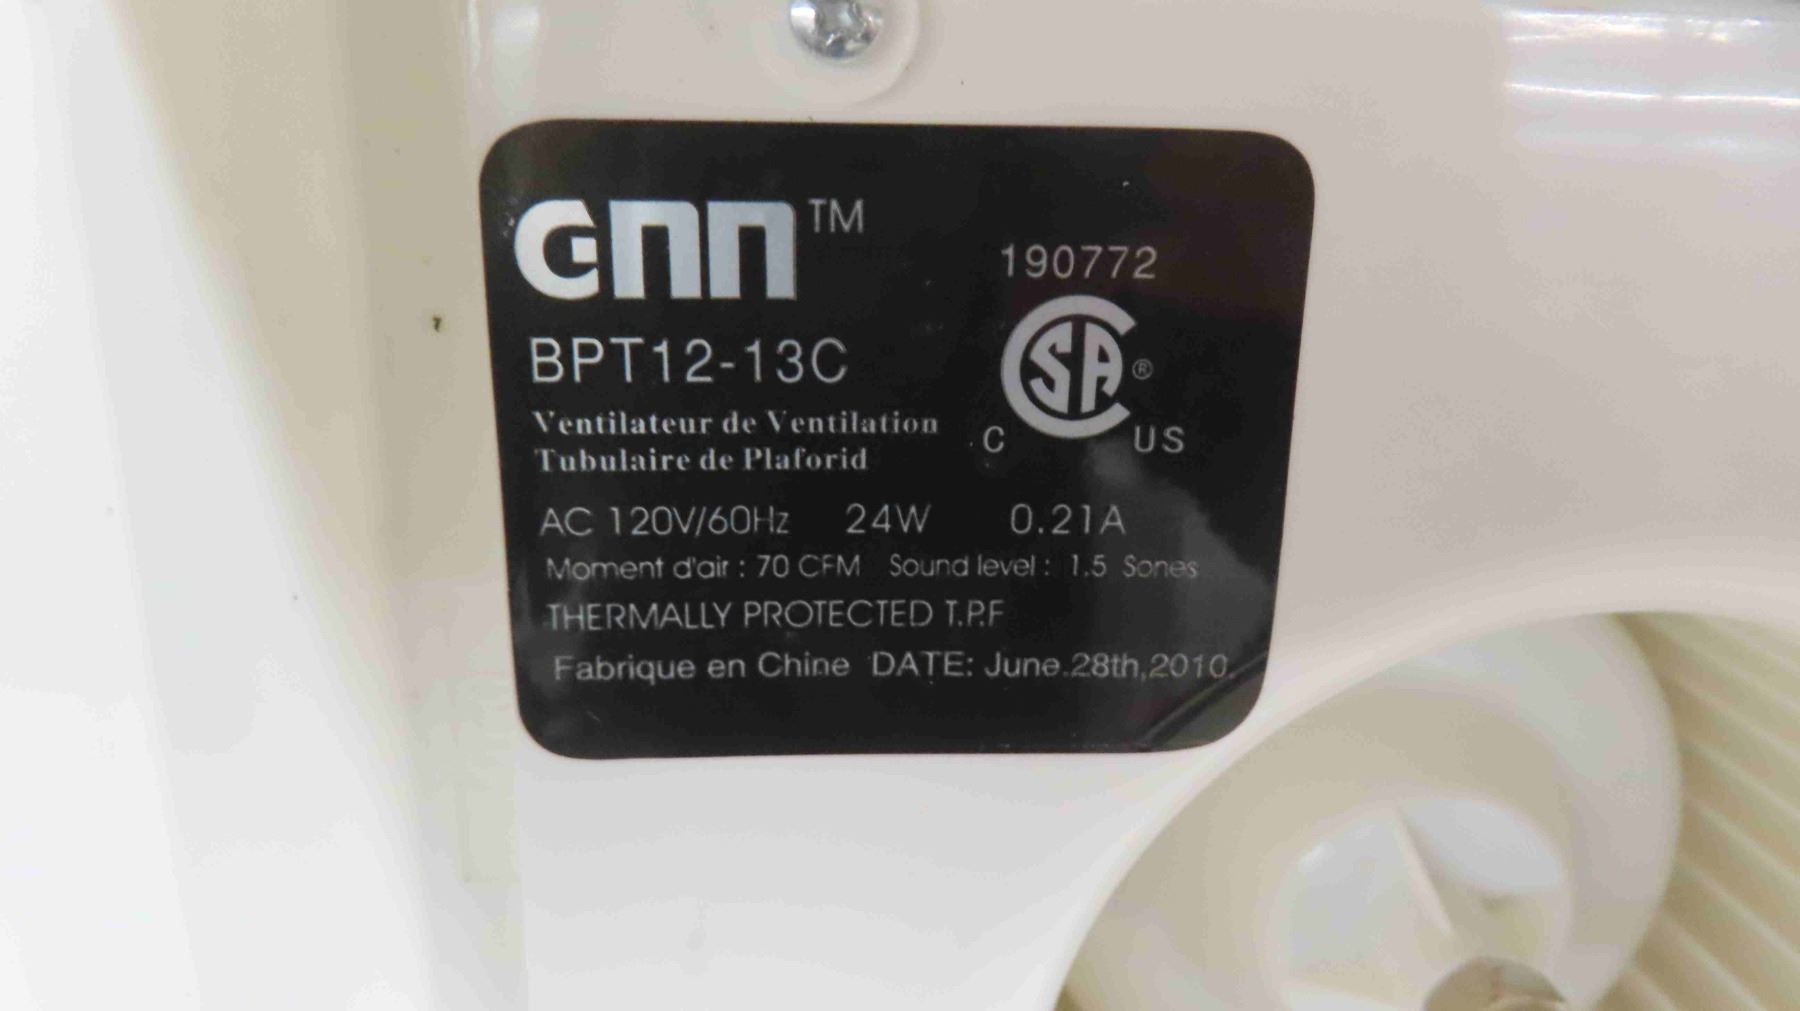 GNN™
190772
BPT12-13C
CSA®
C US
Ventilateur de Ventilation
Tubulaire de Plaforid
AC 120V/60Hz 24W 0.21A
Moment d'air : 70 CFM Sound level : 1.5 Sones
THERMALLY PROTECTED T.P.F
Fabrique en Chine DATE: June.28th,2010.